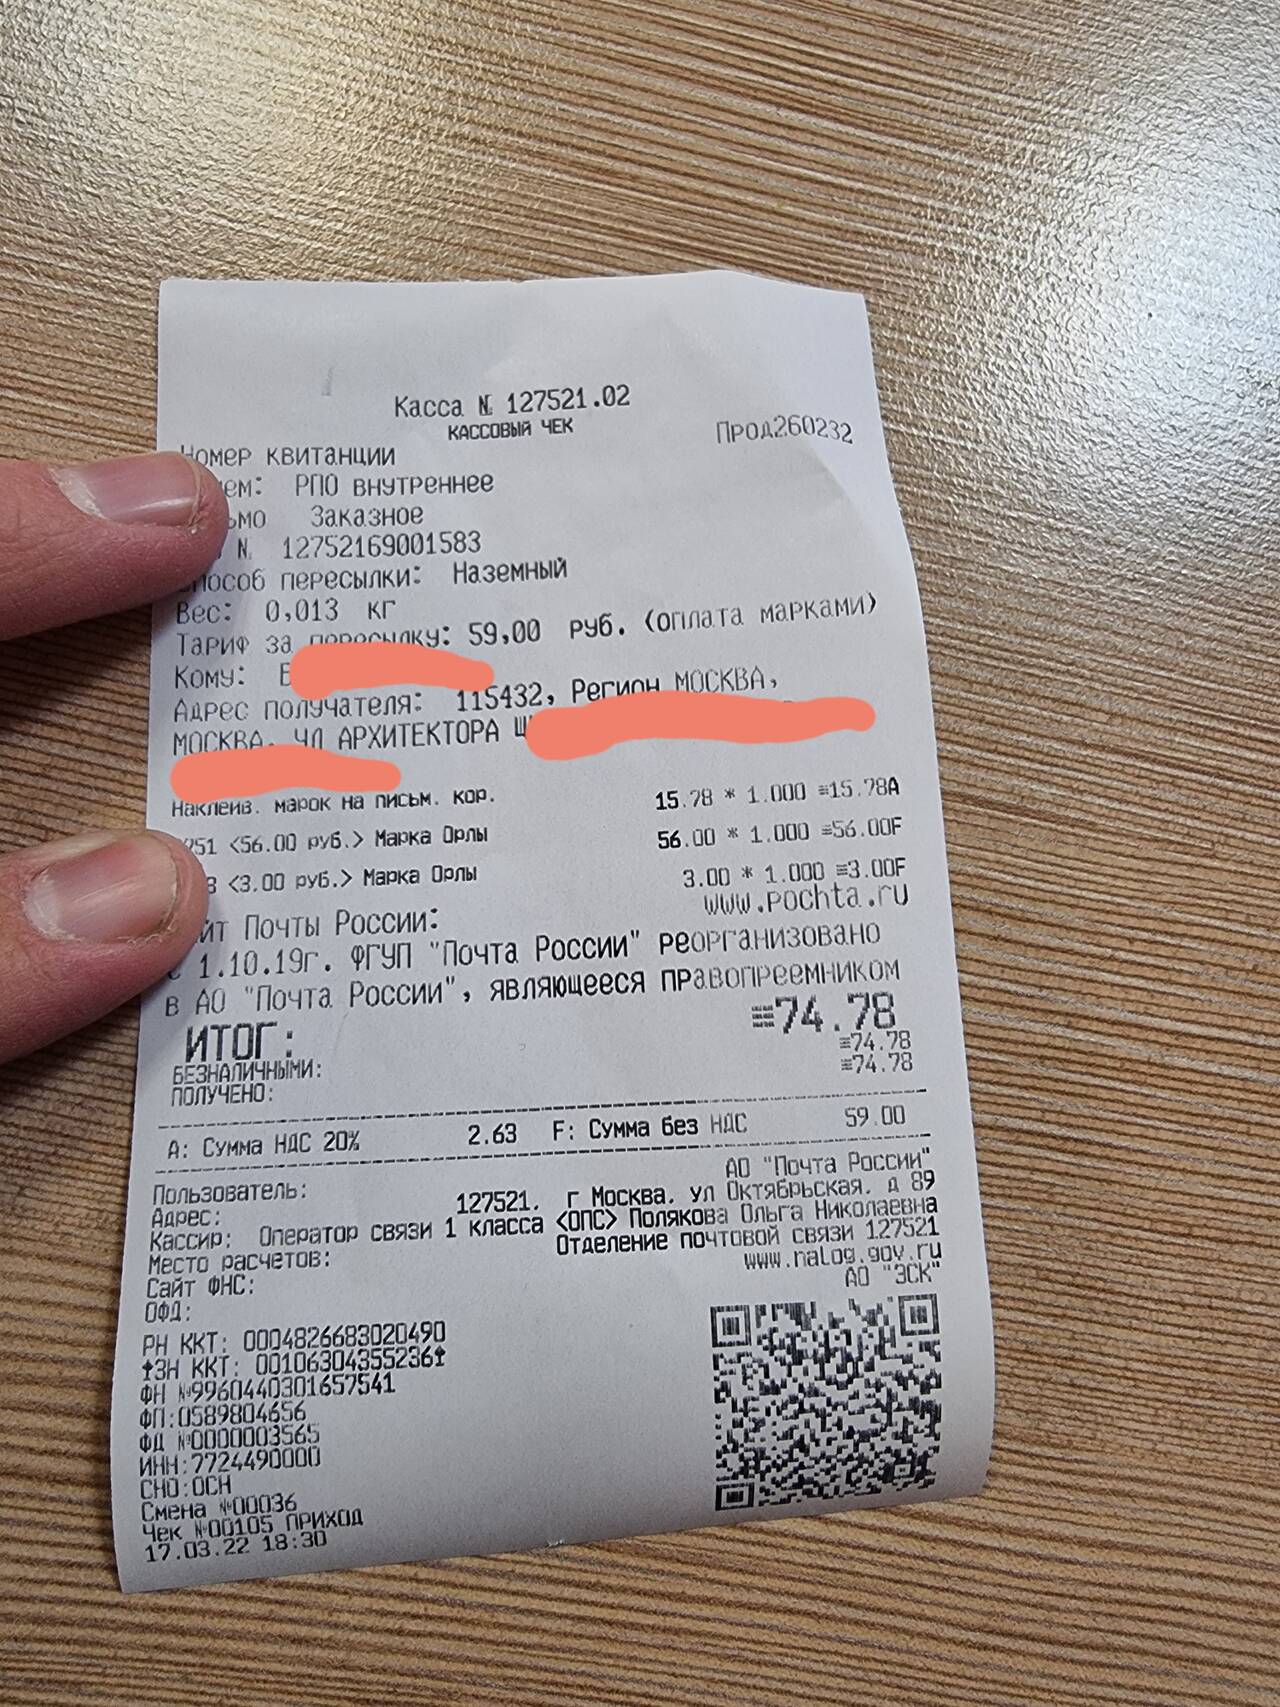 Касса № 127521.02
КАССОВЫЙ ЧЕК
Прод260232
Номер квитанции
ем: РПО внутреннее
ьмо Заказное
№ 12752169001583
Способ пересылки: Наземный
Вес: 0,013 кг
Тариф за пересылку: 59,00 руб. (оплата марками)
Кому: Е
Адрес получателя: 115432, Регион МОСКВА,
МОСКВА, УЛ АРХИТЕКТОРА Щ
Наклеив. марок на письм. кор. 15.78 * 1.000 ≡15.78А
51 <56.00 руб.> Марка Орлы 56.00 * 1.000 ≡56.00F
<3.00 руб.> Марка Орлы 3.00 * 1.000 ≡3.00F
йт Почты России: www.pochta.ru
с 1.10.19г. ФГУП "Почта России" реорганизовано
в АО "Почта России", являющееся правопреемником
ИТОГ: ≡74.78
БЕЗНАЛИЧНЫМИ: ≡74.78
ПОЛУЧЕНО: ≡74.78
А: Сумма НДС 20% 2.63 F: Сумма без НДС 59.00
Пользователь: АО "Почта России"
Адрес: 127521, г Москва, ул Октябрьская, д 89
Кассир: Оператор связи 1 класса <ОПС> Полякова Ольга Николаевна
Место расчетов: Отделение почтовой связи 127521
Сайт ФНС: www.nalog.gov.ru
ОФД: АО "ЭСК"
РН ККТ: 0004826683020490
ЗН ККТ: 00106304355236
ФН №9960440301657541
ФП:0589804656
ФД №0000003565
ИНН:7724490000
СНО:ОСН
Смена №00036
Чек №00105 ПРИХОД
17.03.22 18:30